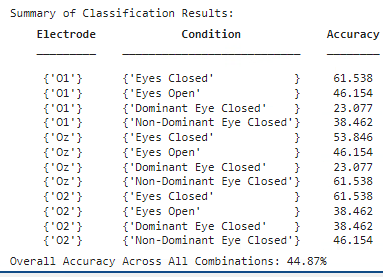 Summary of Classification Results:
Electrode Condition Accuracy
{'O1'} {'Eyes Closed' } 61.538
{'O1'} {'Eyes Open' } 46.154
{'O1'} {'Dominant Eye Closed' } 23.077
{'O1'} {'Non-Dominant Eye Closed'} 38.462
{'Oz'} {'Eyes Closed' } 53.846
{'Oz'} {'Eyes Open' } 46.154
{'Oz'} {'Dominant Eye Closed' } 23.077
{'Oz'} {'Non-Dominant Eye Closed'} 61.538
{'O2'} {'Eyes Closed' } 61.538
{'O2'} {'Eyes Open' } 38.462
{'O2'} {'Dominant Eye Closed' } 38.462
{'O2'} {'Non-Dominant Eye Closed'} 46.154
Overall Accuracy Across All Combinations: 44.87%